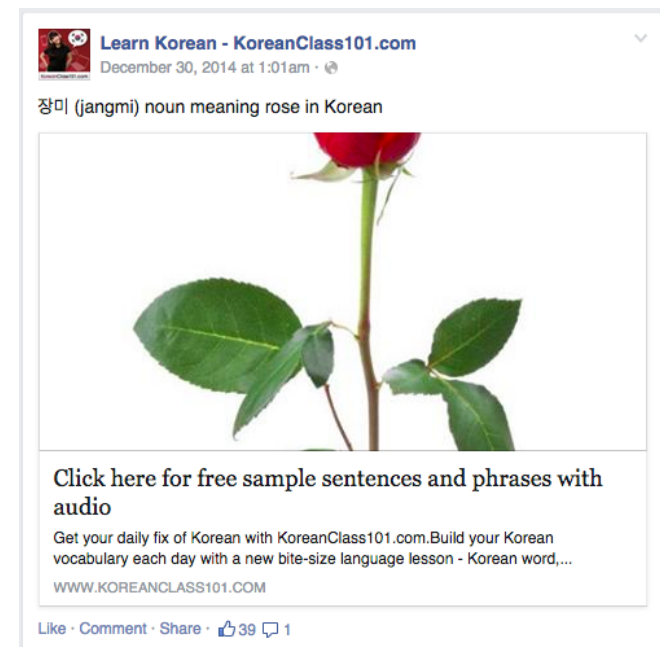 Learn Korean - KoreanClass101.com
December 30, 2014 at 1:01am ·
장미 (jangmi) noun meaning rose in Korean
Click here for free sample sentences and phrases with
audio
Get your daily fix of Korean with KoreanClass101.com.Build your Korean
vocabulary each day with a new bite-size language lesson - Korean word,...
WWW.KOREANCLASS101.COM
Like · Comment · Share · 39 1